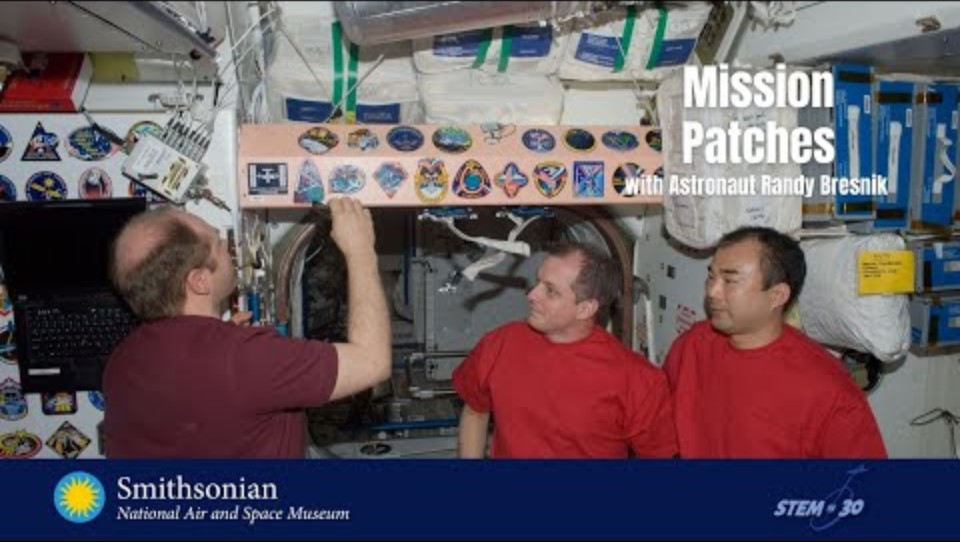 Mission
Patches
with Astronaut Randy Bresnik
Smithsonian
National Air and Space Museum
STEM in 30